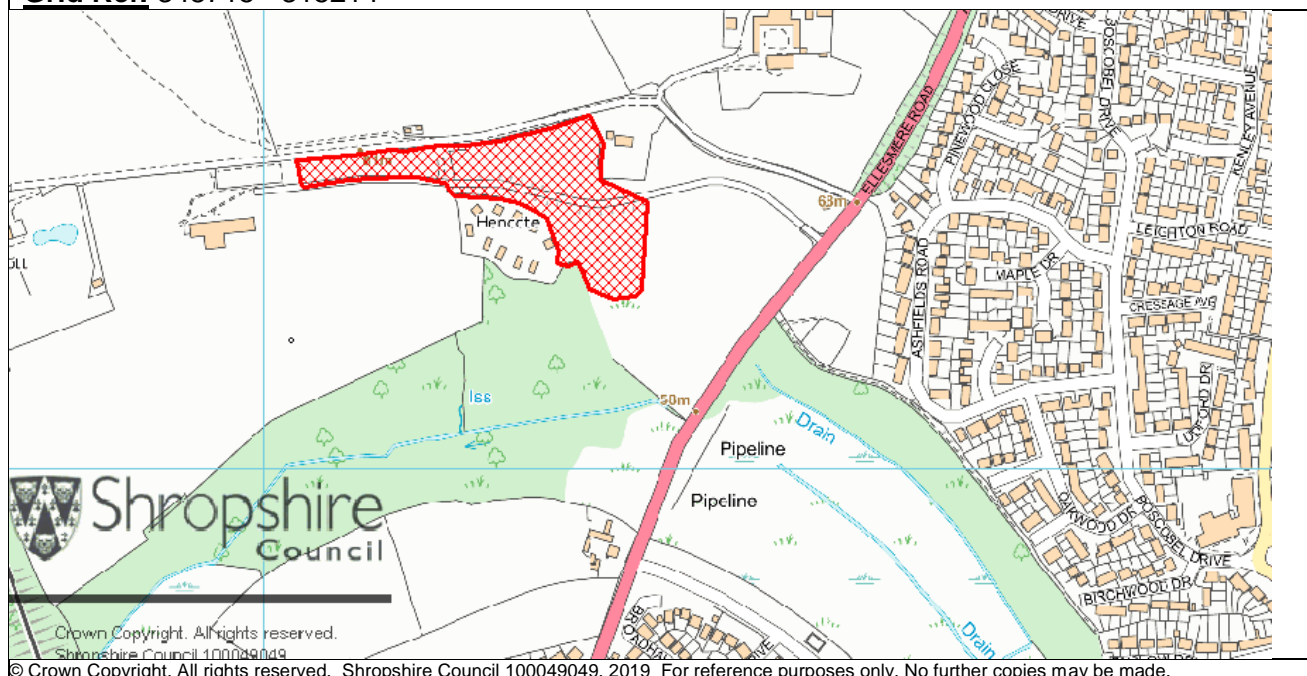 DRIVE
BOSCOBEL DRIVE
PINEWOOD CLOSE
KENLEY AVENUE
ELLESMERE ROAD
63m
Hencote
LEIGHTON ROAD
ASHFIELDS ROAD
MAPLE DR
CRESSAGE AVE
50m
Drain
Pipeline
Pipeline
Shropshire
Council
OAKWOOD DR
BOSCOBEL DRIVE
BIRCHWOOD DR
Drain
Crown Copyright. All rights reserved.
Shropshire Council 100049049
© Crown Copyright. All rights reserved. Shropshire Council 100049049. 2019 For reference purposes only. No further copies may be made.